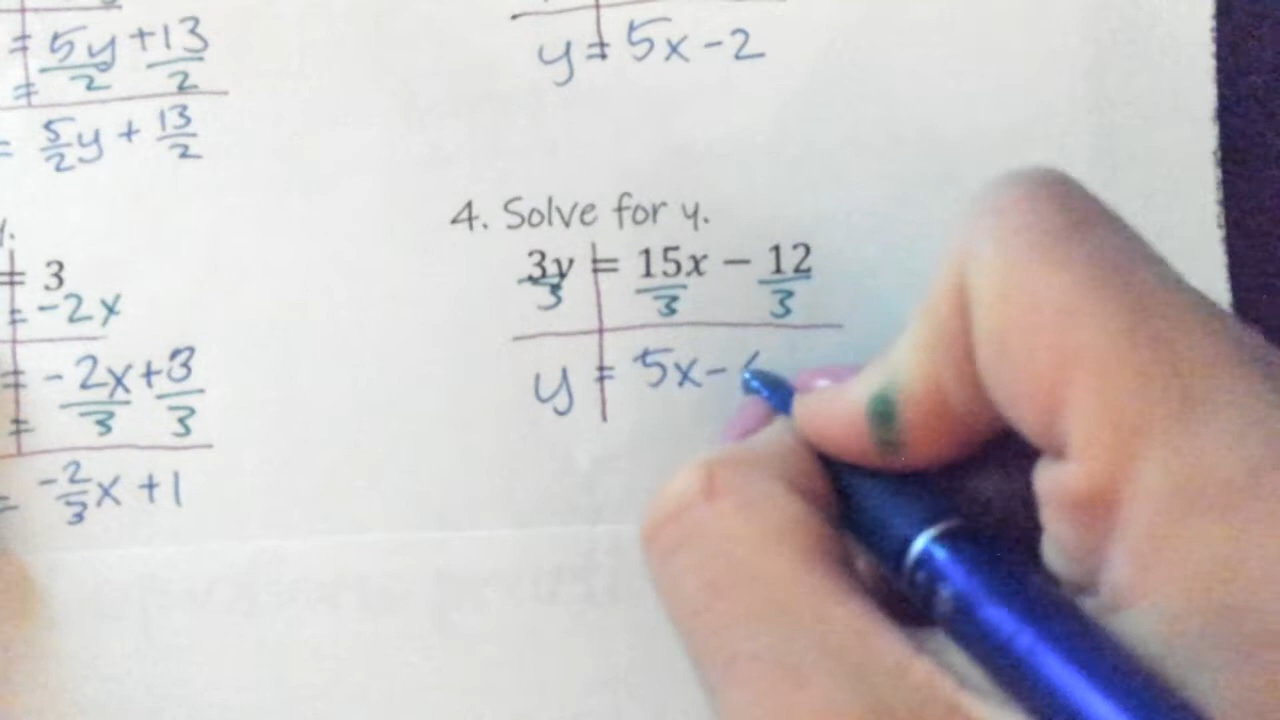 = 5y/2 + 13/2
=
= 5/2 y + 13/2
y = 5x - 2
= 3
= -2x
= -2x/3 + 3/3
=
= -2/3 x + 1
4. Solve for y.
3y/3 = 15x/3 - 12/3
y = 5x -